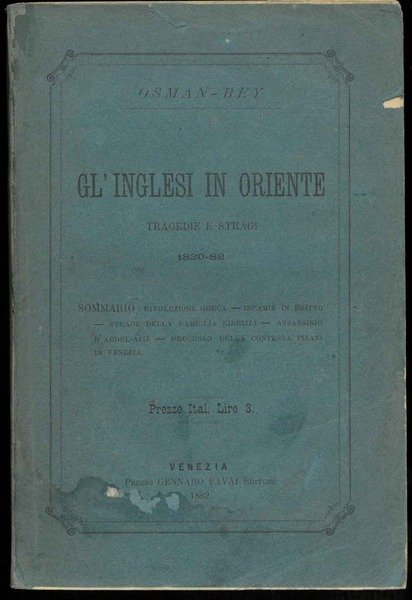 OSMAN-BEY
GL'INGLESI IN ORIENTE
TRAGEDIE E STRAGI
1830-82
SOMMARIO: RIVOLUZIONE GRECA — INFAMIE IN EGITTO
— STRAGE DELLA FAMIGLIA KIBRIZLI — ASSASSINIO
D'ABDUL-AZIZ — PROCESSO DELLA CONTESSA PISANI
DI VENEZIA.
Prezzo Ital. Lire 3.
VENEZIA
PRESSO GENNARO FAVAI EDITORE
1882.